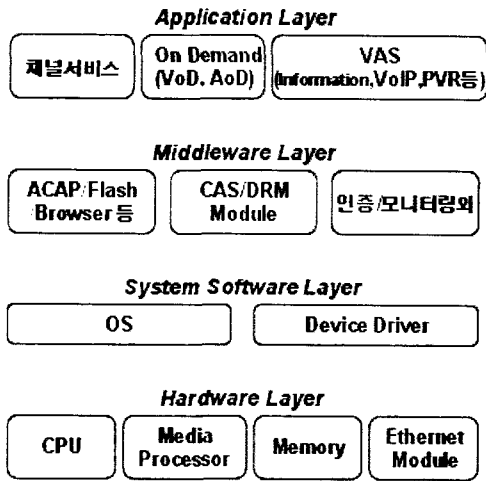 Application Layer
채널서비스
On Demand
(VoD, AoD)
VAS
(Information,VoIP,PVR등)
Middleware Layer
ACAP/Flash
/Browser 등
CAS/DRM
Module
인증/모니터링외
System Software Layer
OS
Device Driver
Hardware Layer
CPU
Media
Processor
Memory
Ethernet
Module